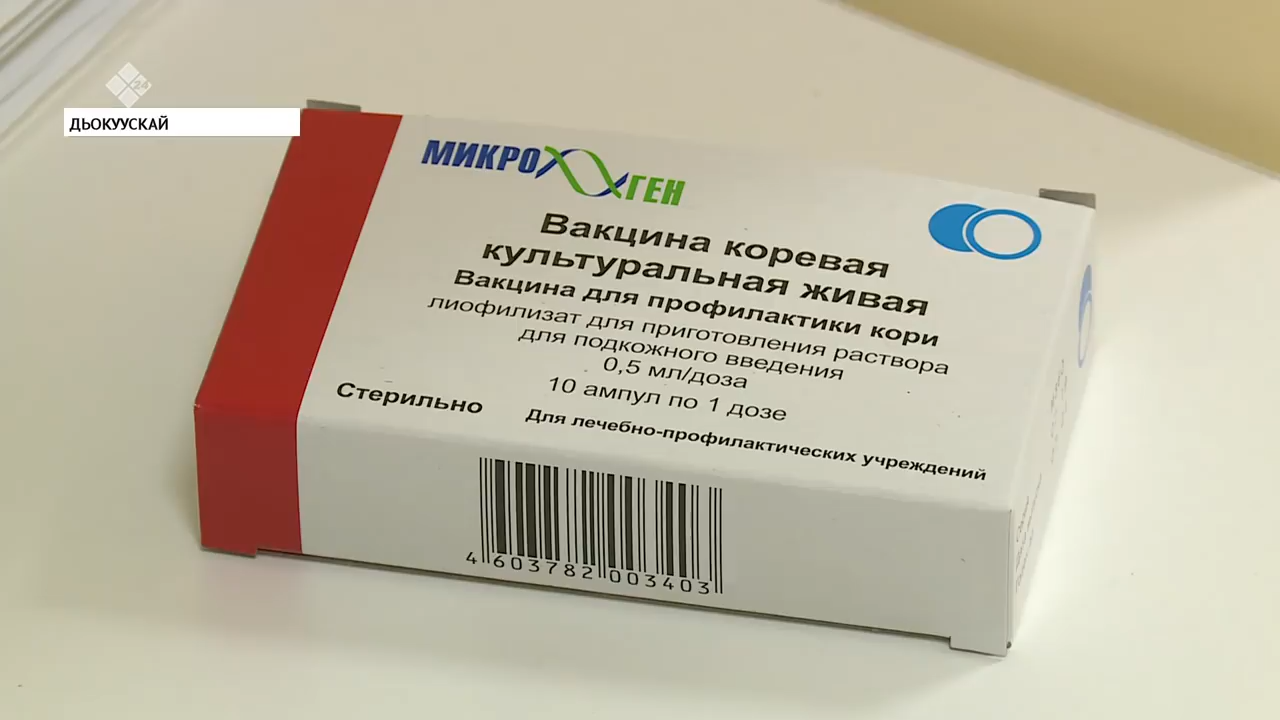 24
ДЬОКУУСКАЙ
МИКРОГЕН
Вакцина коревая
культуральная живая
Вакцина для профилактики кори
лиофилизат для приготовления раствора
для подкожного введения
0,5 мл/доза
10 ампул по 1 дозе
Стерильно
Для лечебно-профилактических учреждений
4 603782 003403